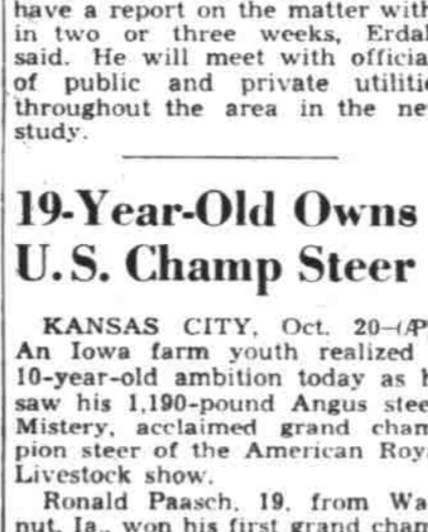 have a report on the matter with
in two or three weeks, Erdal
said. He will meet with officia
of public and private utiliti
throughout the area in the ne
study.
19-Year-Old Owns
U.S. Champ Steer
KANSAS CITY, Oct. 20—(AP
An Iowa farm youth realized
10-year-old ambition today as h
saw his 1,190-pound Angus stee
Mistery, acclaimed grand cham
pion steer of the American Roya
Livestock show.
Ronald Paasch, 19, from Wa
nut, Ia., won his first grand cham